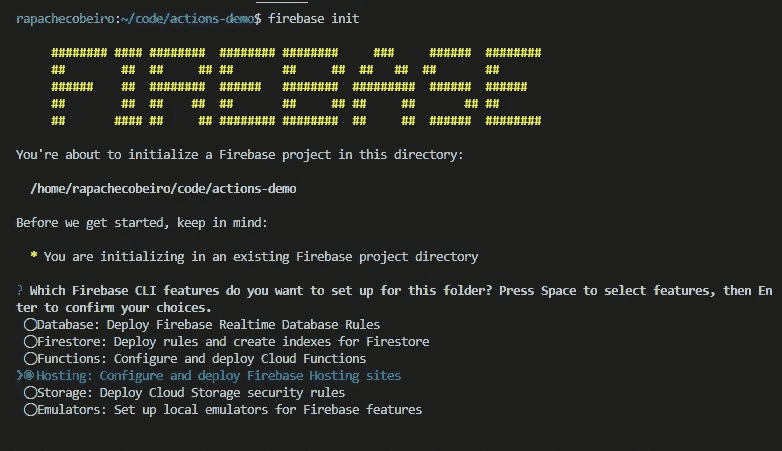 rapachecobeiro:~/code/actions-demo$ firebase init
######## #### ########  ######## ########     ###     ######  ########
##        ##  ##     ## ##       ##     ##  ##   ##  ##       ##
######    ##  ########  ######   ########  #########  ######  ######
##        ##  ##    ##  ##       ##     ## ##     ##       ## ##
##       #### ##     ## ######## ########  ##     ##  ######  ########
You're about to initialize a Firebase project in this directory:
/home/rapachecobeiro/code/actions-demo
Before we get started, keep in mind:
* You are initializing in an existing Firebase project directory
? Which Firebase CLI features do you want to set up for this folder? Press Space to select features, then En
ter to confirm your choices.
◯Database: Deploy Firebase Realtime Database Rules
◯Firestore: Deploy rules and create indexes for Firestore
◯Functions: Configure and deploy Cloud Functions
❯◉Hosting: Configure and deploy Firebase Hosting sites
◯Storage: Deploy Cloud Storage security rules
◯Emulators: Set up local emulators for Firebase features